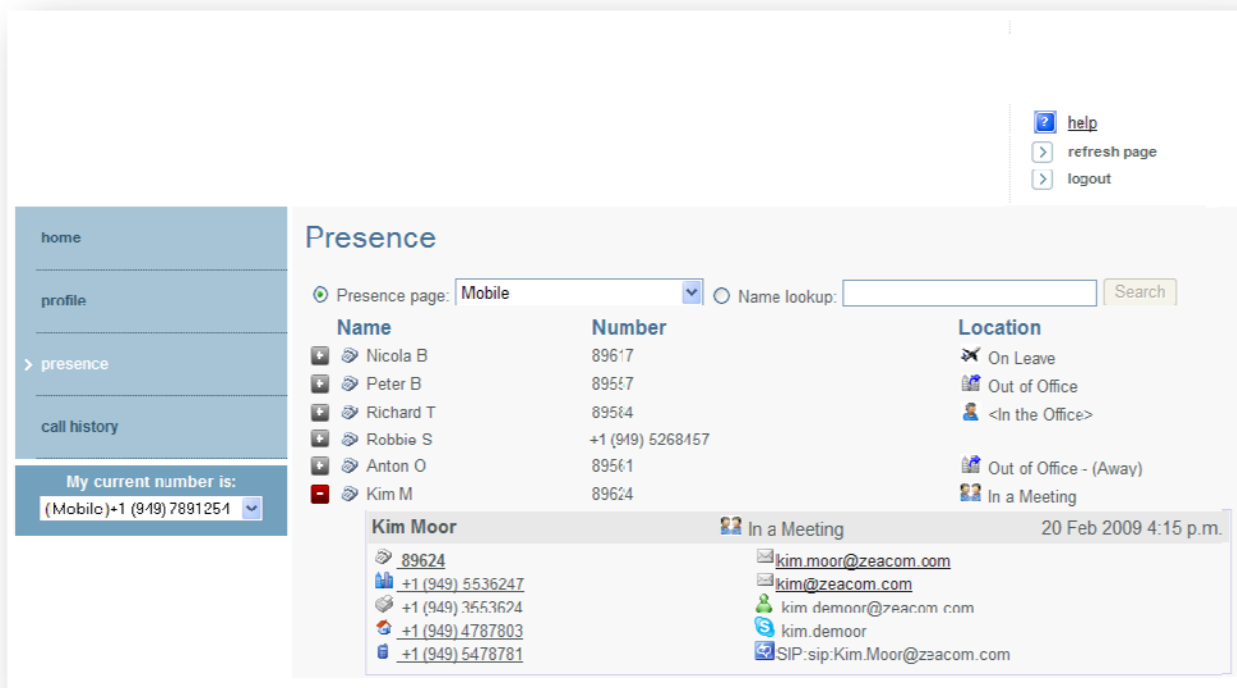 ? help
> refresh page
> logout
home
profile
> presence
call history
My current number is:
(Mobile)+1 (949) 7891254
Presence
Presence page: Mobile Name lookup: Search
Name Number Location
Nicola B 89617 On Leave
Peter B 89567 Out of Office
Richard T 89564 <In the Office>
Robbie S +1 (949) 5268457
Anton O 89561 Out of Office - (Away)
Kim M 89624 In a Meeting
Kim Moor In a Meeting 20 Feb 2009 4:15 p.m.
89624 kim.moor@zeacom.com
+1 (949) 5536247 kim@zeacom.com
+1 (949) 3553624 kim.demoor@zeacom.com
+1 (949) 4787803 kim.demoor
+1 (949) 5478781 SIP:sip:Kim.Moor@zeacom.com